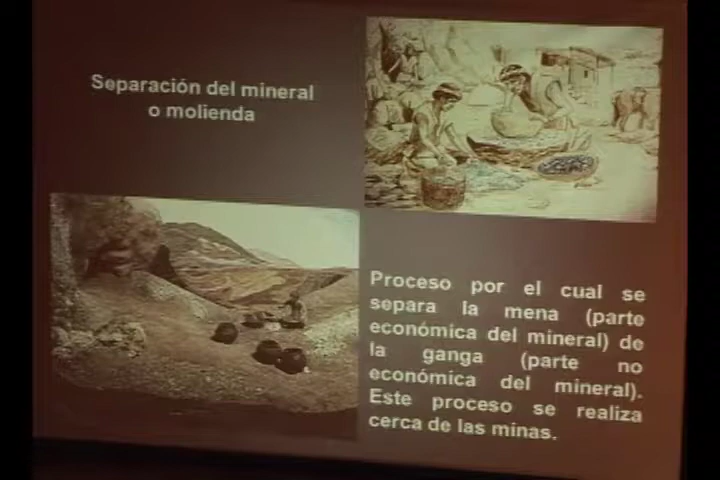 Separación del mineral
o molienda
Proceso por el cual se
separa la mena (parte
económica del mineral) de
la ganga (parte no
económica del mineral).
Este proceso se realiza
cerca de las minas.